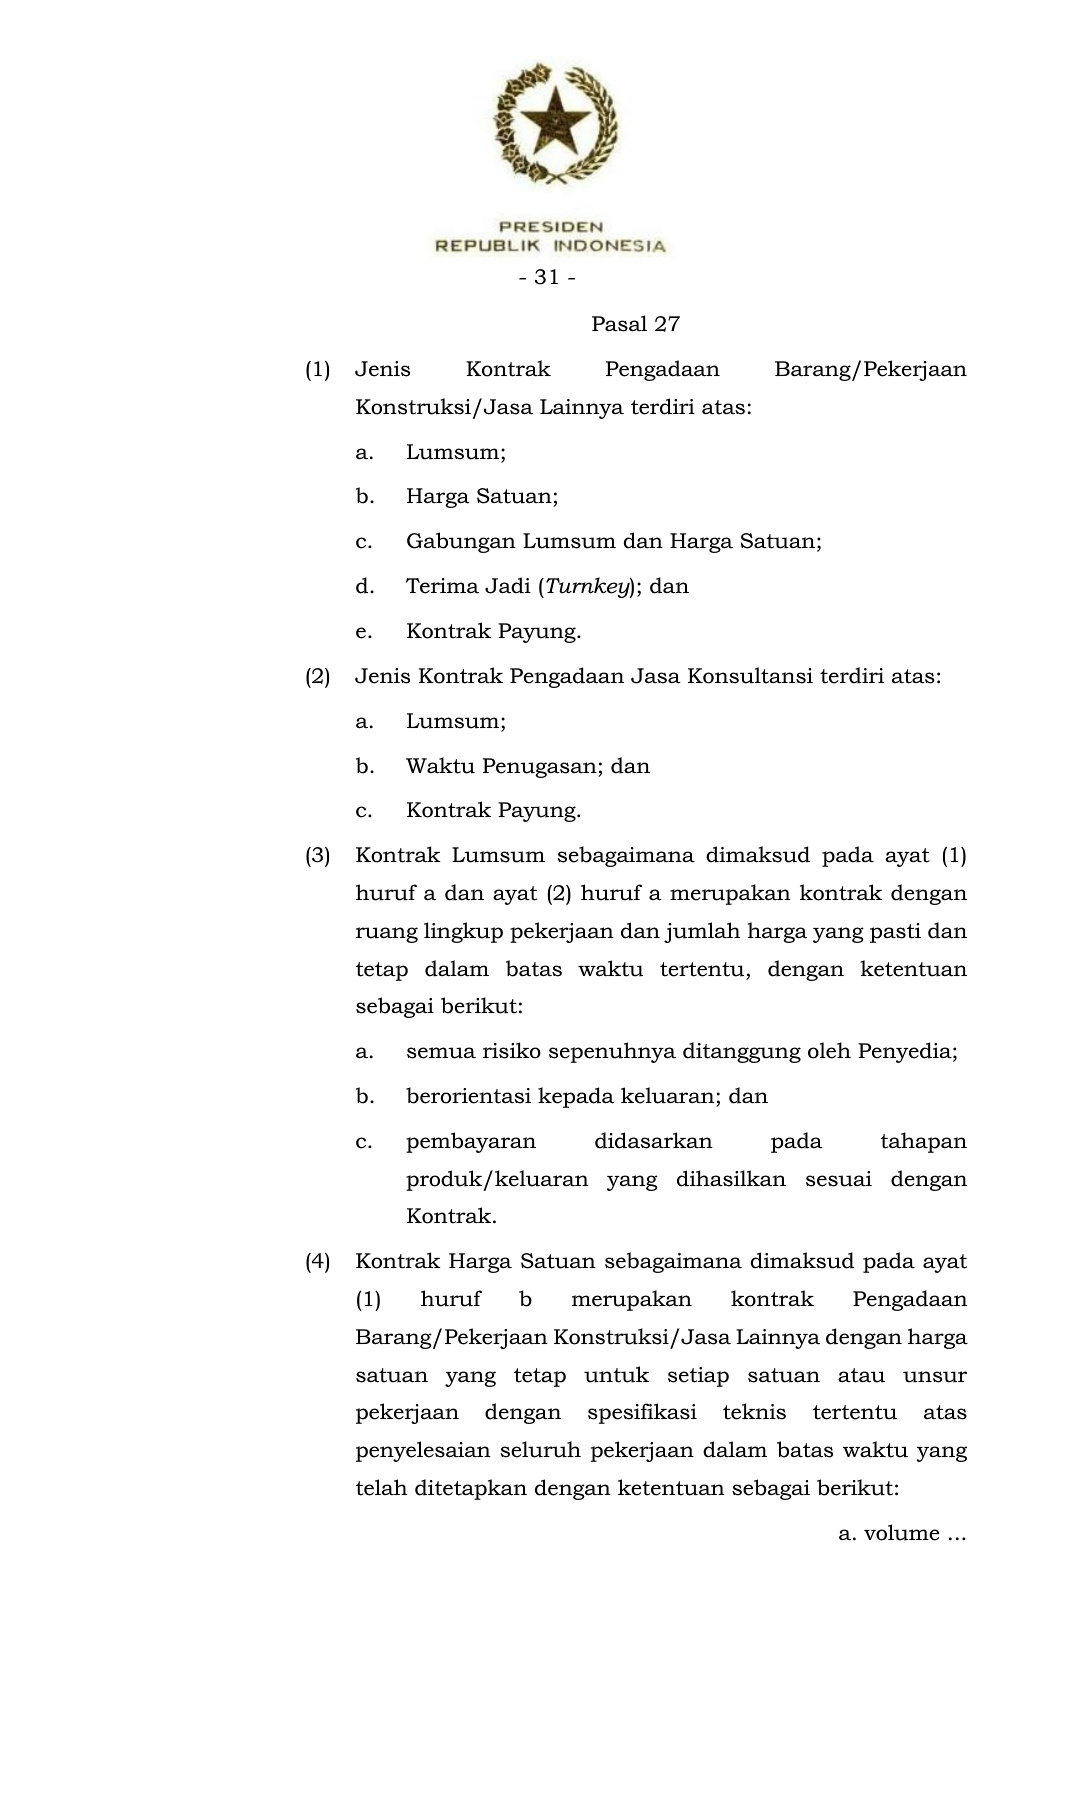 PRESIDEN
REPUBLIK INDONESIA
- 31 -
Pasal 27
(1) Jenis Kontrak Pengadaan Barang/Pekerjaan
Konstruksi/Jasa Lainnya terdiri atas:
a. Lumsum;
b. Harga Satuan;
c. Gabungan Lumsum dan Harga Satuan;
d. Terima Jadi (Turnkey); dan
e. Kontrak Payung.
(2) Jenis Kontrak Pengadaan Jasa Konsultansi terdiri atas:
a. Lumsum;
b. Waktu Penugasan; dan
c. Kontrak Payung.
(3) Kontrak Lumsum sebagaimana dimaksud pada ayat (1)
huruf a dan ayat (2) huruf a merupakan kontrak dengan
ruang lingkup pekerjaan dan jumlah harga yang pasti dan
tetap dalam batas waktu tertentu, dengan ketentuan
sebagai berikut:
a. semua risiko sepenuhnya ditanggung oleh Penyedia;
b. berorientasi kepada keluaran; dan
c. pembayaran didasarkan pada tahapan
produk/keluaran yang dihasilkan sesuai dengan
Kontrak.
(4) Kontrak Harga Satuan sebagaimana dimaksud pada ayat
(1) huruf b merupakan kontrak Pengadaan
Barang/Pekerjaan Konstruksi/Jasa Lainnya dengan harga
satuan yang tetap untuk setiap satuan atau unsur
pekerjaan dengan spesifikasi teknis tertentu atas
penyelesaian seluruh pekerjaan dalam batas waktu yang
telah ditetapkan dengan ketentuan sebagai berikut:
a. volume ...